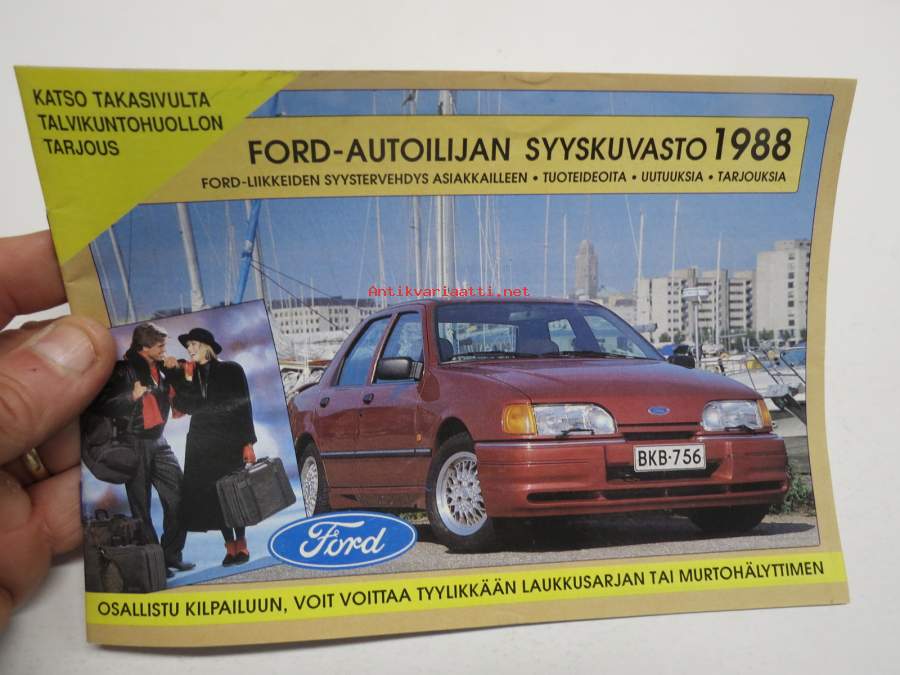 KATSO TAKASIVULTA
TALVIKUNTOHUOLLON
TARJOUS
FORD-AUTOILIJAN SYYSKUVASTO 1988
FORD-LIIKKEIDEN SYYSTERVEHDYS ASIAKKAILLEEN • TUOTEIDEOITA • UUTUUKSIA • TARJOUKSIA
Antikvariaatti.net
Ford
BKB-756
Ford
OSALLISTU KILPAILUUN, VOIT VOITTAA TYYLIKKÄÄN LAUKKUSARJAN TAI MURTOHÄLYTTIMEN